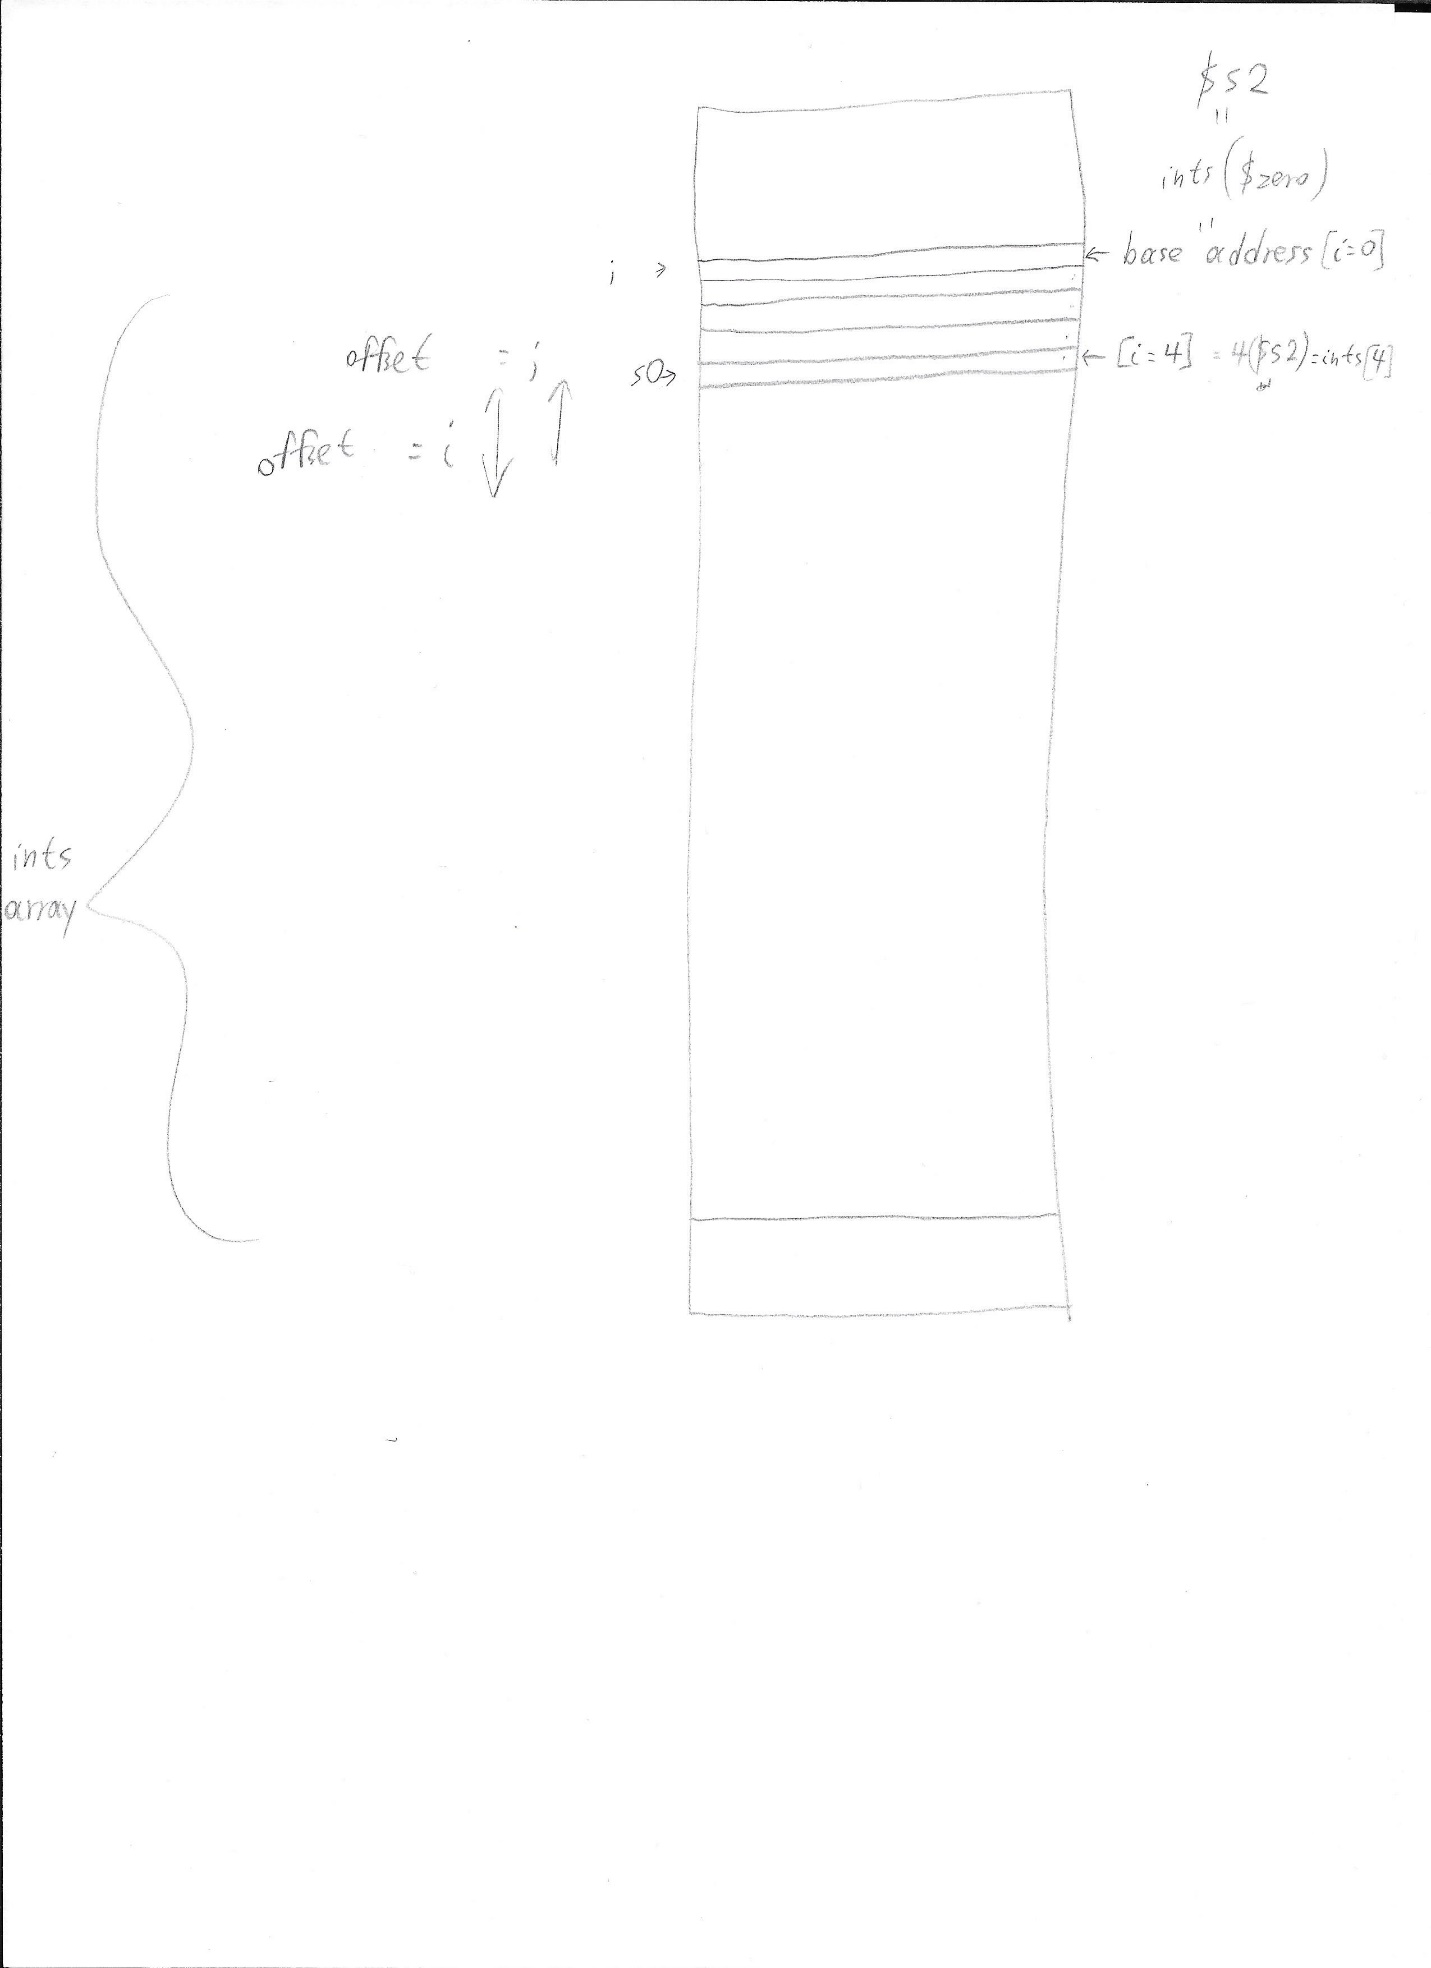 $s2
"
ints($zero)
"
← base address [i=0]
i >
offset = i
s0→
← [i=4] = 4($s2)=ints[4]
offset = i
ints
array